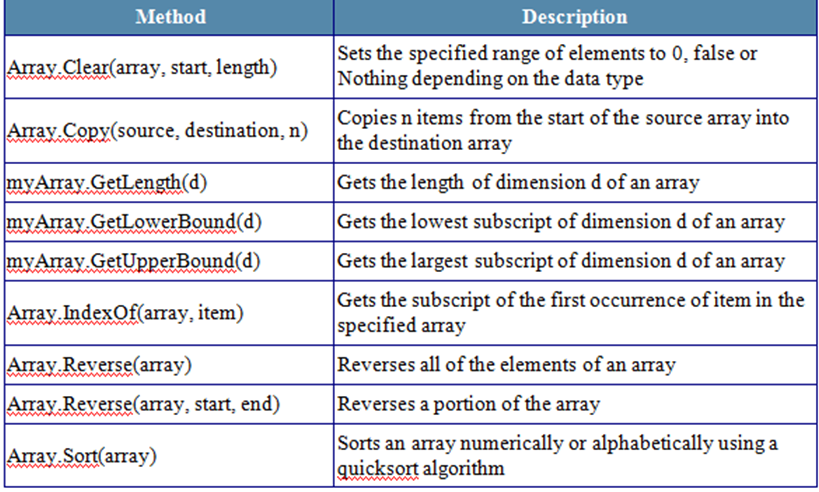 Method Description
Array.Clear(array, start, length) Sets the specified range of elements to 0, false or
Nothing depending on the data type
Array.Copy(source, destination, n) Copies n items from the start of the source array into
the destination array
myArray.GetLength(d) Gets the length of dimension d of an array
myArray.GetLowerBound(d) Gets the lowest subscript of dimension d of an array
myArray.GetUpperBound(d) Gets the largest subscript of dimension d of an array
Array.IndexOf(array, item) Gets the subscript of the first occurrence of item in the
specified array
Array.Reverse(array) Reverses all of the elements of an array
Array.Reverse(array, start, end) Reverses a portion of the array
Array.Sort(array) Sorts an array numerically or alphabetically using a
quicksort algorithm